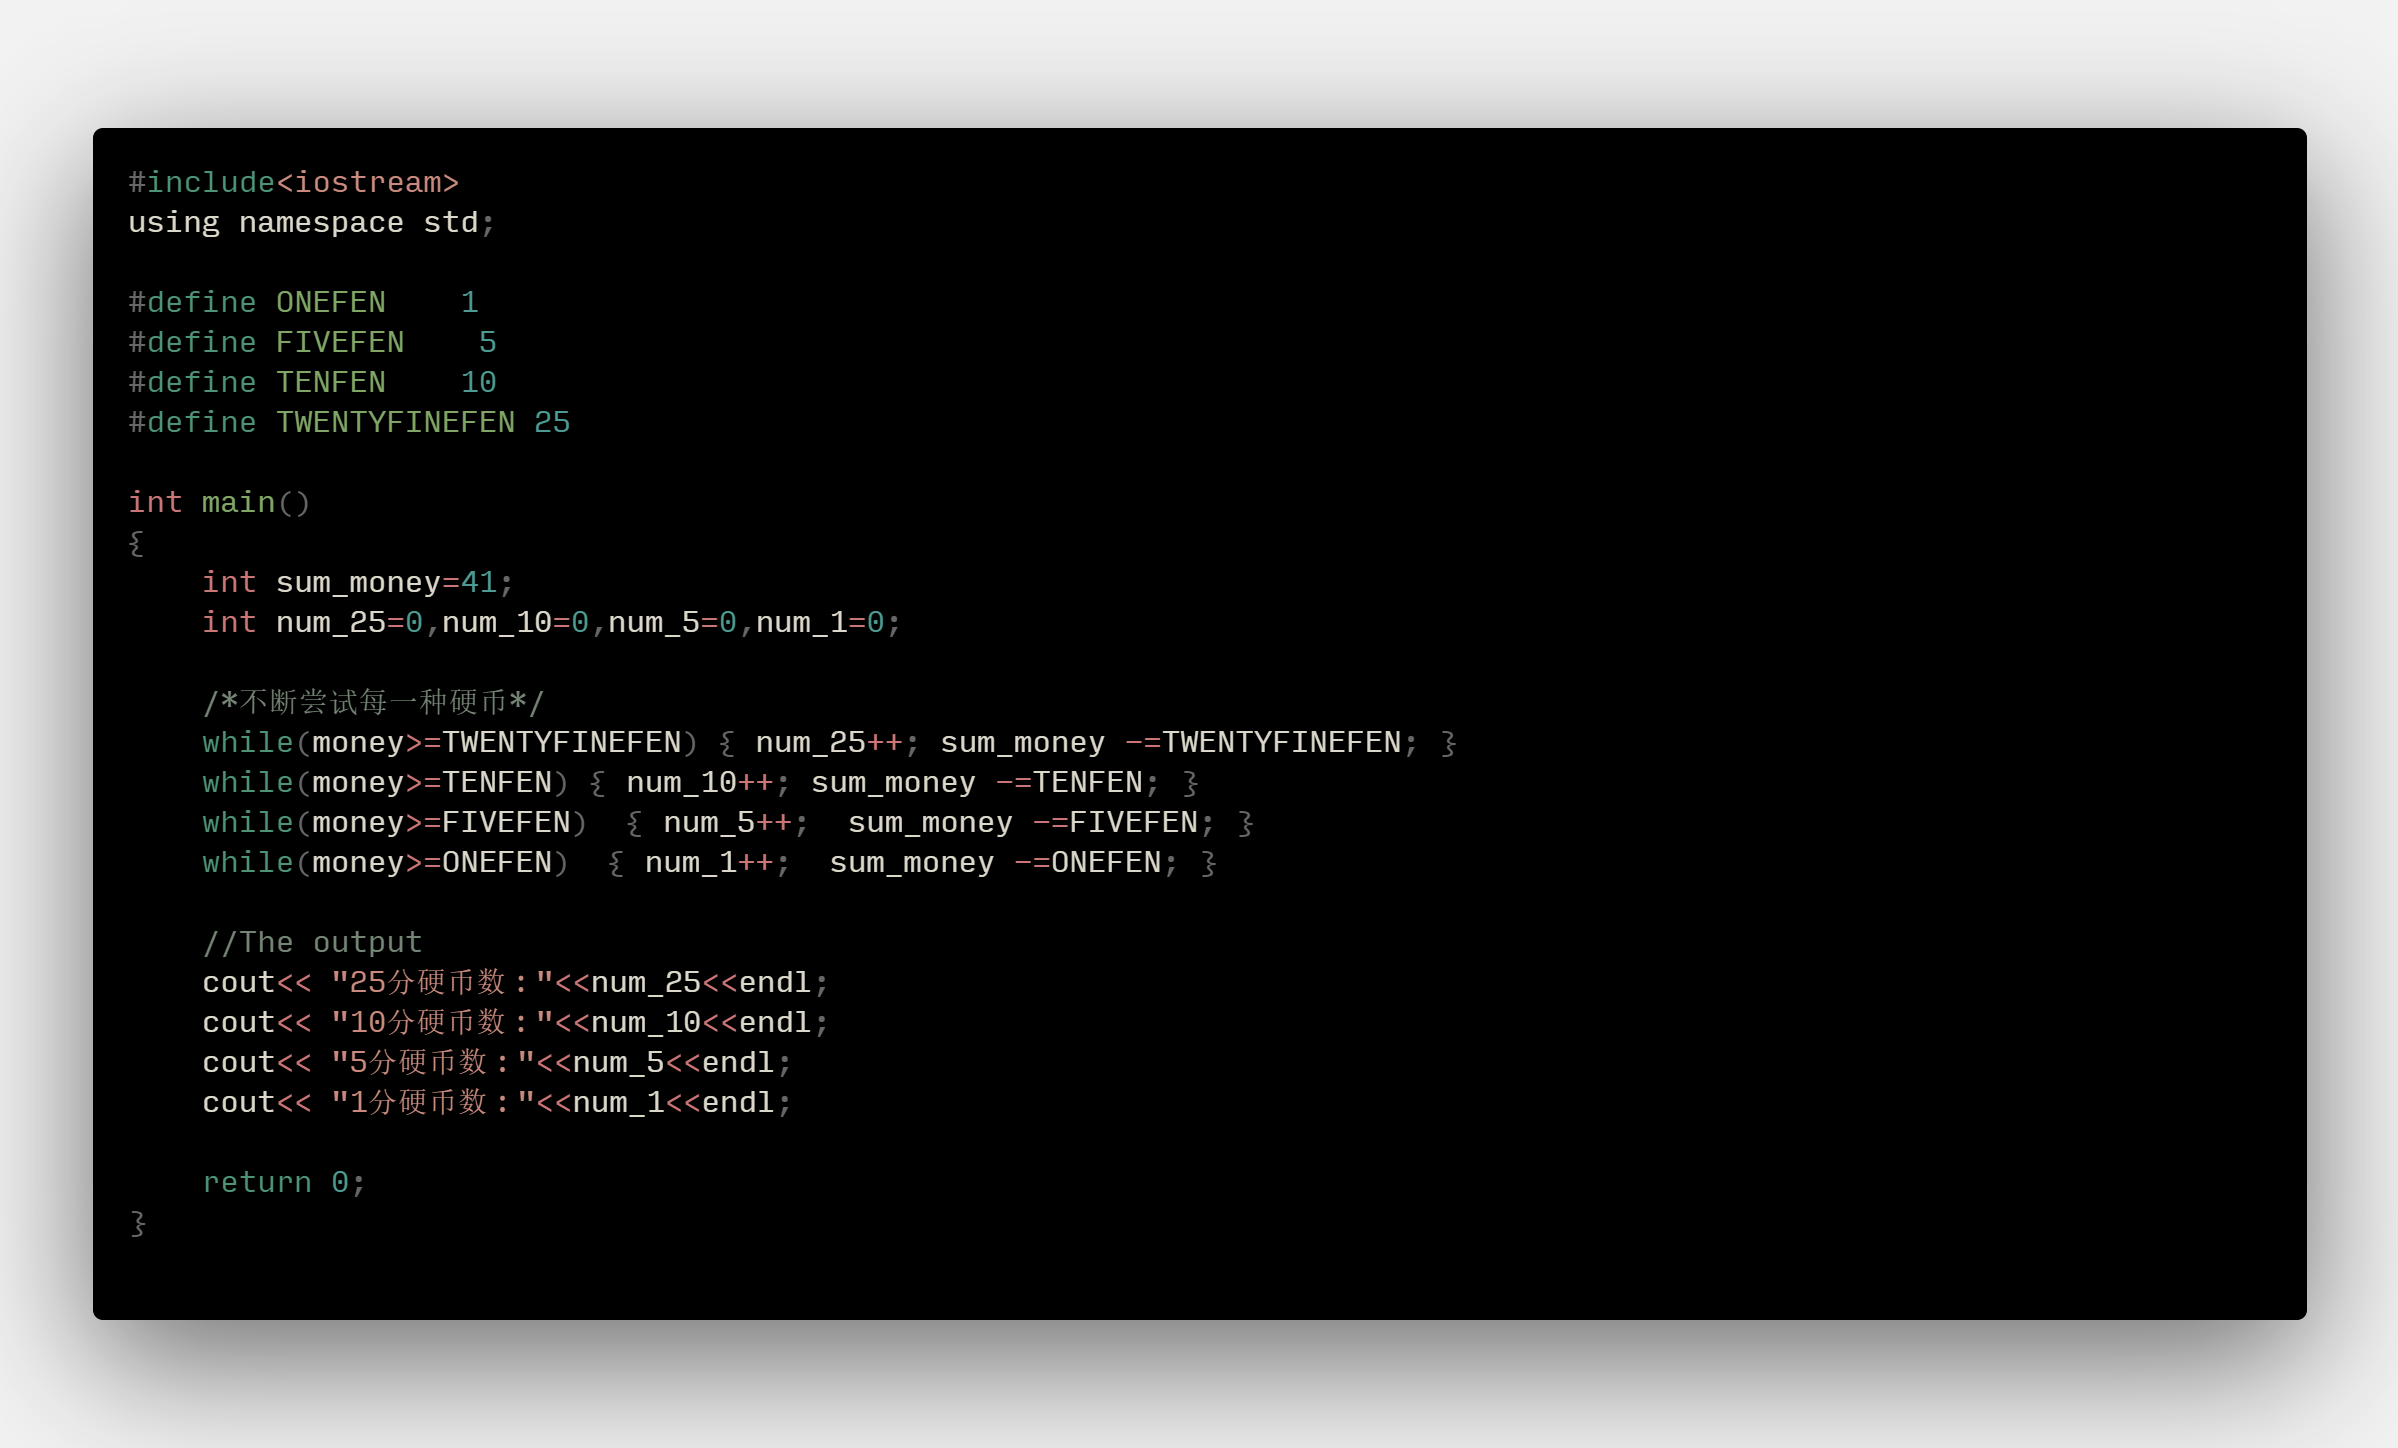 #include<iostream>
using namespace std;

#define ONEFEN    1
#define FIVEFEN    5
#define TENFEN    10
#define TWENTYFINEFEN 25

int main()
{
    int sum_money=41;
    int num_25=0,num_10=0,num_5=0,num_1=0;

    /*不断尝试每一种硬币*/
    while(money>=TWENTYFINEFEN) { num_25++; sum_money -=TWENTYFINEFEN; }
    while(money>=TENFEN) { num_10++; sum_money -=TENFEN; }
    while(money>=FIVEFEN)  { num_5++;  sum_money -=FIVEFEN; }
    while(money>=ONEFEN)  { num_1++;  sum_money -=ONEFEN; }

    //The output
    cout<< "25分硬币数："<<num_25<<endl;
    cout<< "10分硬币数："<<num_10<<endl;
    cout<< "5分硬币数："<<num_5<<endl;
    cout<< "1分硬币数："<<num_1<<endl;

    return 0;
}